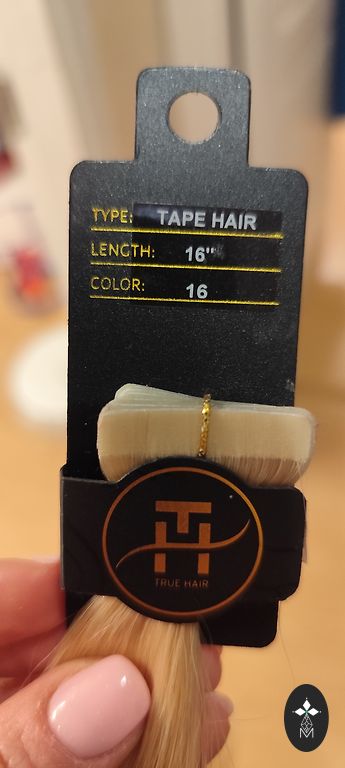 TYPE: TAPE HAIR
LENGTH: 16"
COLOR: 16
TH
TRUE HAIR
M